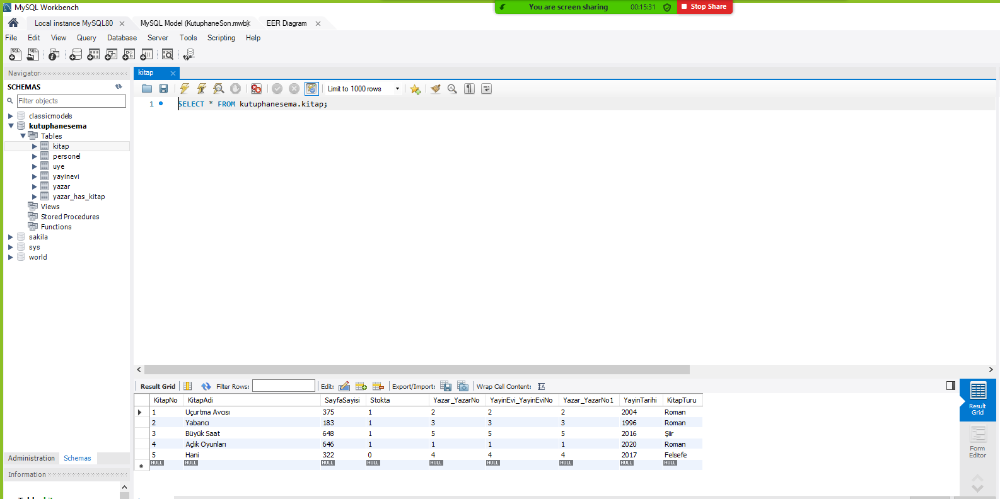 MySQL Workbench
You are screen sharing 00:15:31 Stop Share
Local instance MySQL80 MySQL Model (KutuphaneSon.mwb) EER Diagram
File Edit View Query Database Server Tools Scripting Help
Navigator
kitap
SCHEMAS
Limit to 1000 rows
Filter objects
1 SELECT * FROM kutuphanesema.kitap;
classicmodels
kutuphanesema
Tables
kitap
personel
uye
yayinevi
yazar
yazar_has_kitap
Views
Stored Procedures
Functions
sakila
sys
world
Result Grid Filter Rows: Edit: Export/Import: Wrap Cell Content:
KitapNo KitapAdi SayfaSayisi Stokta Yazar_YazarNo YayinEvi_YayinEviNo Yazar_YazarNo1 YayinTarihi KitapTuru
1 Uçurtma Avcısı 375 1 2 2 2 2004 Roman
2 Yabancı 183 1 3 3 3 1996 Roman
3 Büyük Saat 648 1 5 5 5 2016 Şiir
4 Açlık Oyunları 646 1 1 1 1 2020 Roman
5 Hani 322 0 4 4 4 2017 Felsefe
NULL NULL NULL NULL NULL NULL NULL NULL NULL
Result
Grid
Form
Editor
Administration Schemas
Information